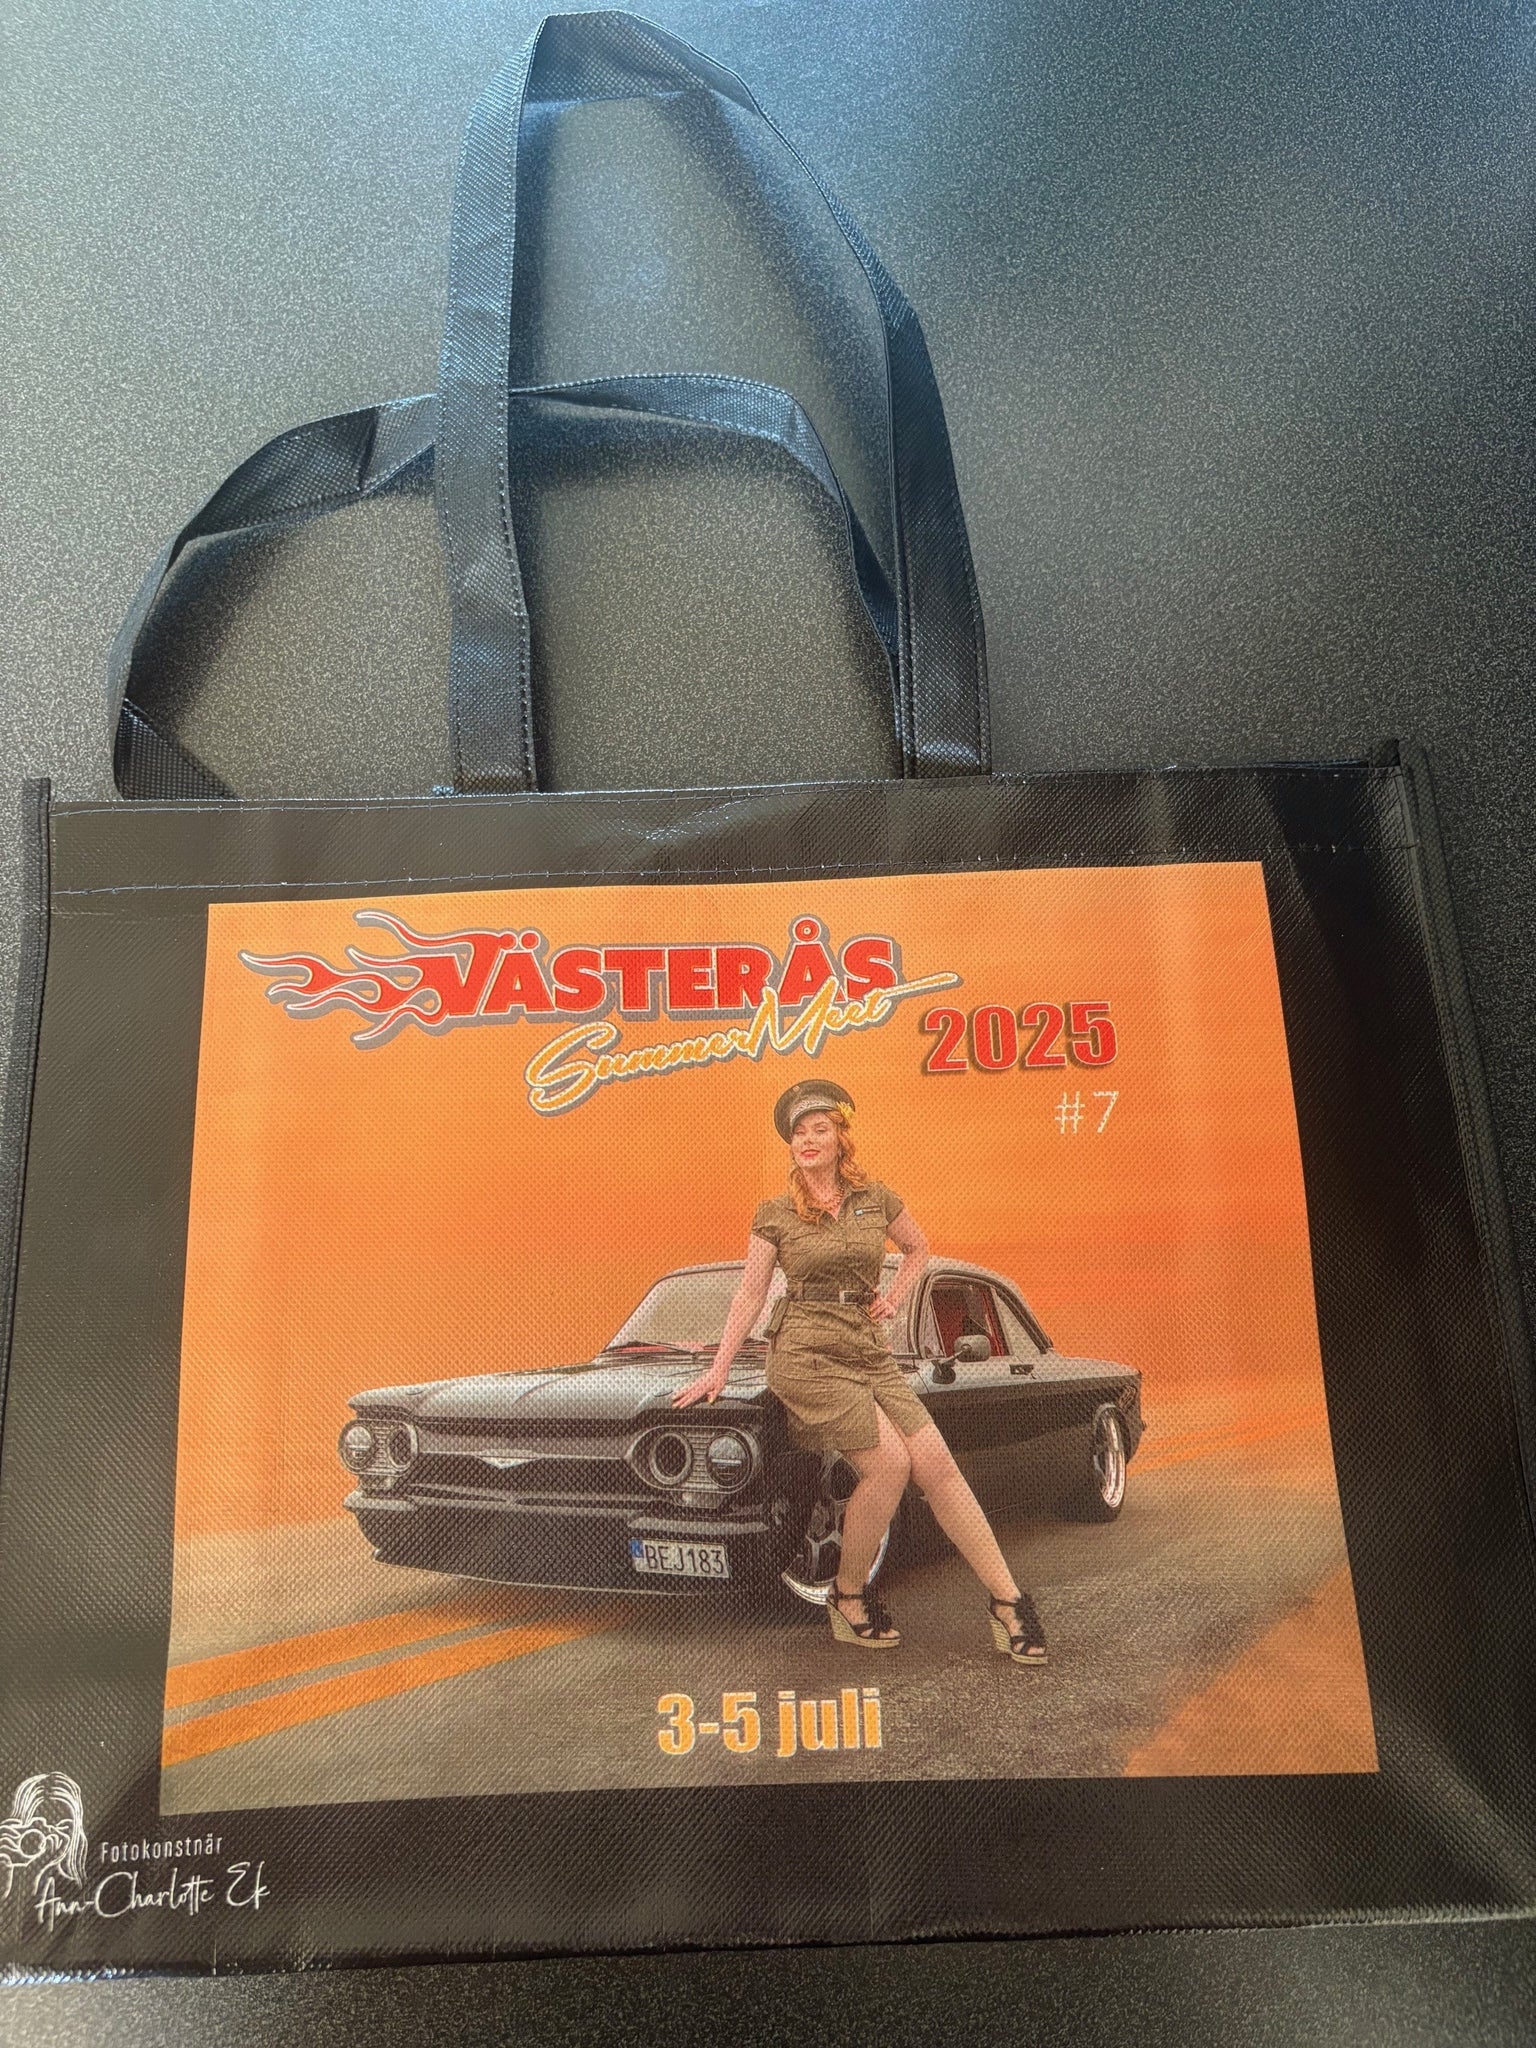 VÄSTERÅS
SummerMeet
2025
#7
BEJ183
3-5 juli
Fotokonstnär
Ann-Charlotte Ek